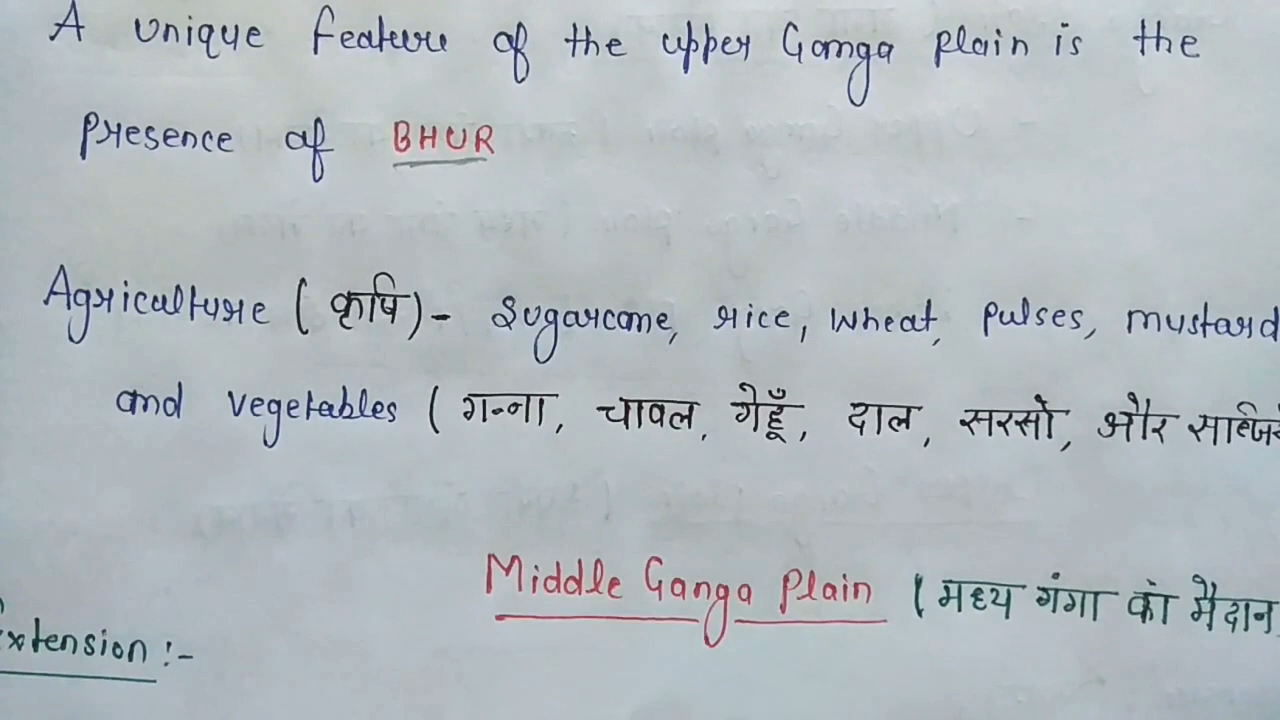 A unique feature of the upper Ganga plain is the
presence of BHUR
Agriculture (कृषि)- Sugarcane, rice, wheat, pulses, mustard
and vegetables (गन्ना, चावल, गेहूँ, दाल, सरसो, और
Middle Ganga Plain (मध्य गंगा का मैदान
Extension :-